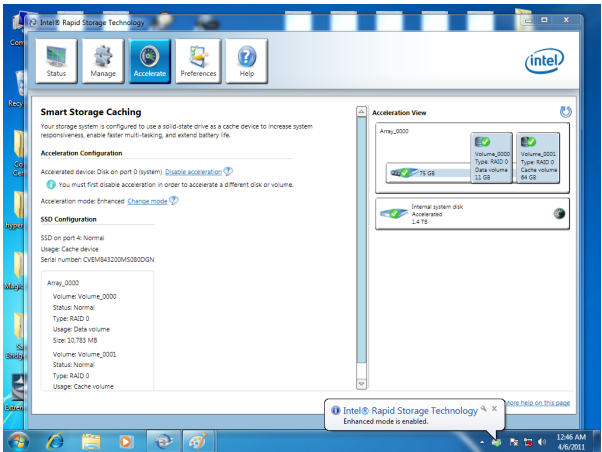 Intel® Rapid Storage Technology
Status
Manage
Accelerate
Preferences
Help
intel
Smart Storage Caching
Your storage system is configured to use a solid-state drive as a cache device to increase system
responsiveness, enable faster multi-tasking, and extend battery life.
Acceleration Configuration
Accelerated device: Disk on port 0 (system) Disable acceleration
You must first disable acceleration in order to accelerate a different disk or volume.
Acceleration mode: Enhanced Change mode
SSD Configuration
SSD on port 4: Normal
Usage: Cache device
Serial number: CVEM843200MS080DGN
Array_0000
Volume: Volume_0000
Status: Normal
Type: RAID 0
Usage: Data volume
Size: 10,783 MB
Volume: Volume_0001
Status: Normal
Type: RAID 0
Usage: Cache volume
Acceleration View
Array_0000
75 GB
Volume_0000
Type: RAID 0
Data volume
11 GB
Volume_0001
Type: RAID 0
Cache volume
64 GB
Internal system disk
Accelerated
1.4 TB
More help on this page
Intel® Rapid Storage Technology
Enhanced mode is enabled.
Com
Recy
Cen
hyper
Magic
Sa
Bridg
Extrem
12:46 AM
4/6/2011